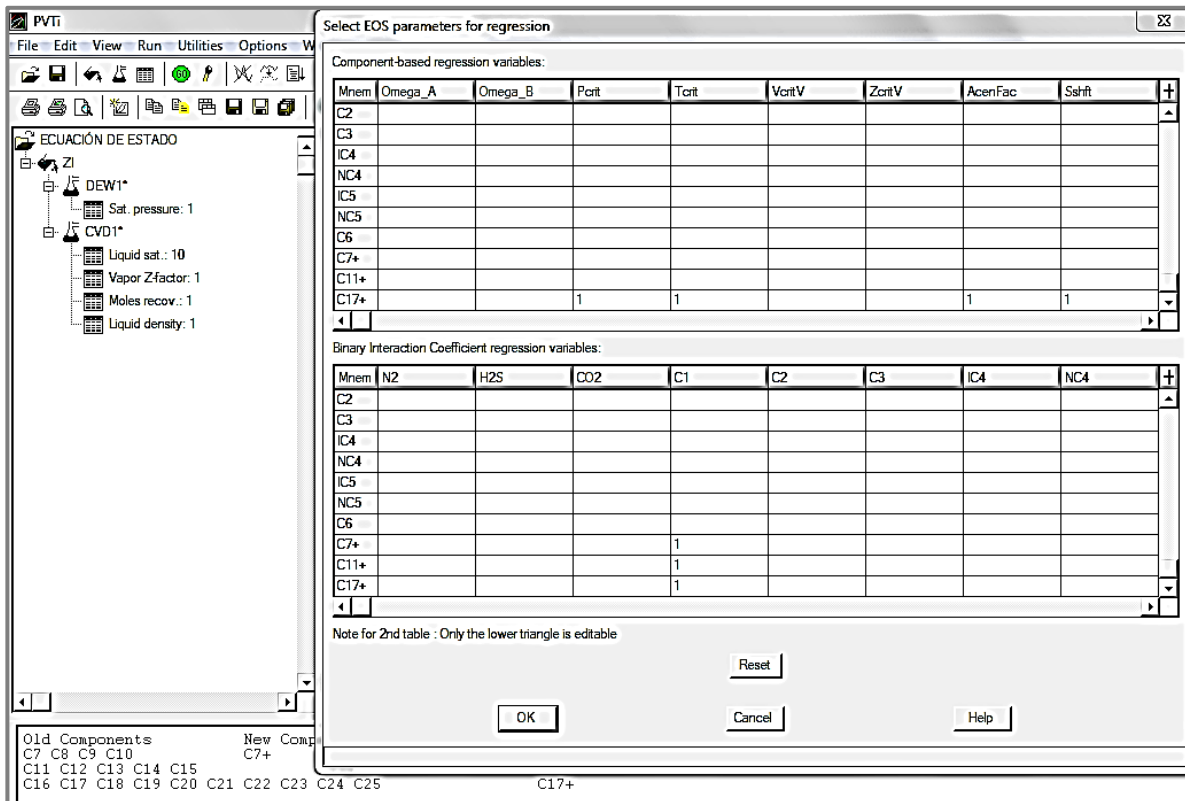 PVTi
File Edit View Run Utilities Options W
ECUACIÓN DE ESTADO
ZI
DEW1*
Sat. pressure: 1
CVD1*
Liquid sat.: 10
Vapor Z-factor: 1
Moles recov.: 1
Liquid density: 1
Select EOS parameters for regression
Component-based regression variables:
Mnem Omega_A Omega_B Pcrit Tcrit VcritV ZcritV AcenFac Sshft +
C2
C3
IC4
NC4
IC5
NC5
C6
C7+
C11+
C17+ 1 1 1 1
Binary Interaction Coefficient regression variables:
Mnem N2 H2S CO2 C1 C2 C3 IC4 NC4 +
C2
C3
IC4
NC4
IC5
NC5
C6
C7+ 1
C11+ 1
C17+ 1
Note for 2nd table : Only the lower triangle is editable
Reset
OK Cancel Help
Old Components New Comp
C7 C8 C9 C10 C7+
C11 C12 C13 C14 C15
C16 C17 C18 C19 C20 C21 C22 C23 C24 C25 C17+